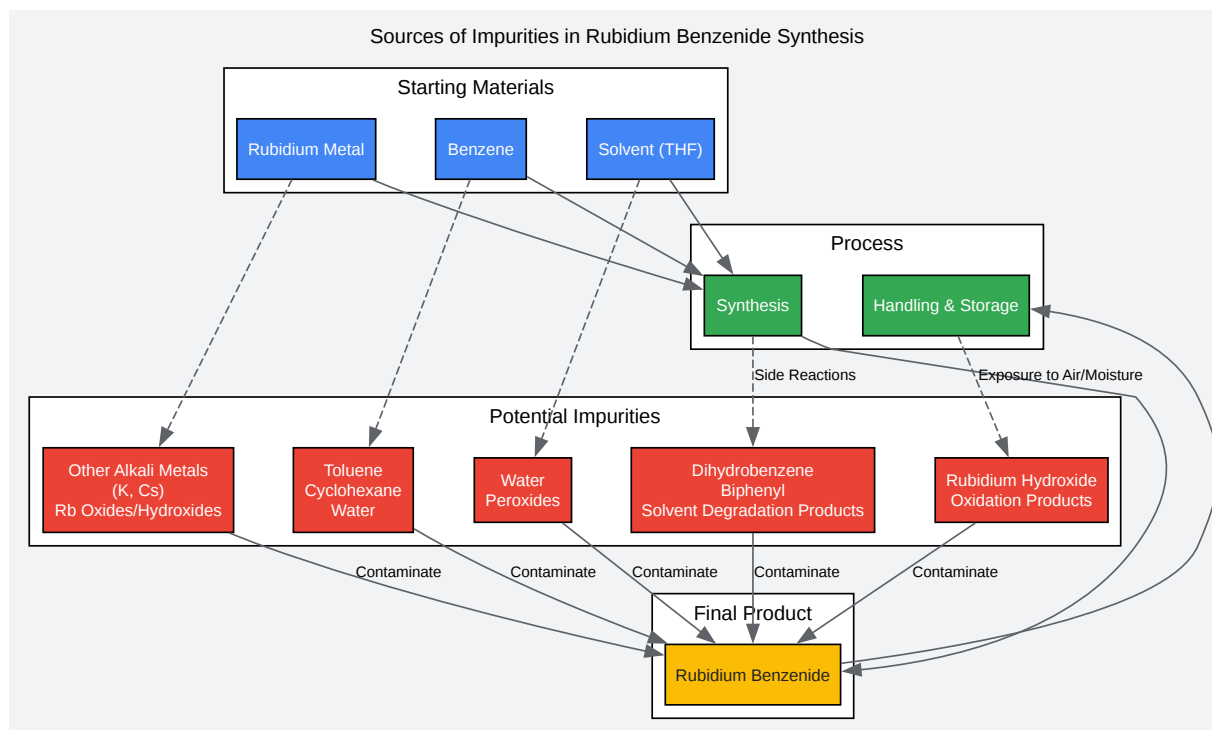 Sources of Impurities in Rubidium Benzenide Synthesis
Starting Materials
Rubidium Metal
Benzene
Solvent (THF)
Process
Synthesis
Handling & Storage
Side Reactions
Exposure to Air/Moisture
Potential Impurities
Other Alkali Metals
(K, Cs)
Rb Oxides/Hydroxides
Toluene
Cyclohexane
Water
Water
Peroxides
Dihydrobenzene
Biphenyl
Solvent Degradation Products
Rubidium Hydroxide
Oxidation Products
Contaminate
Contaminate
Contaminate
Contaminate
Contaminate
Final Product
Rubidium Benzenide